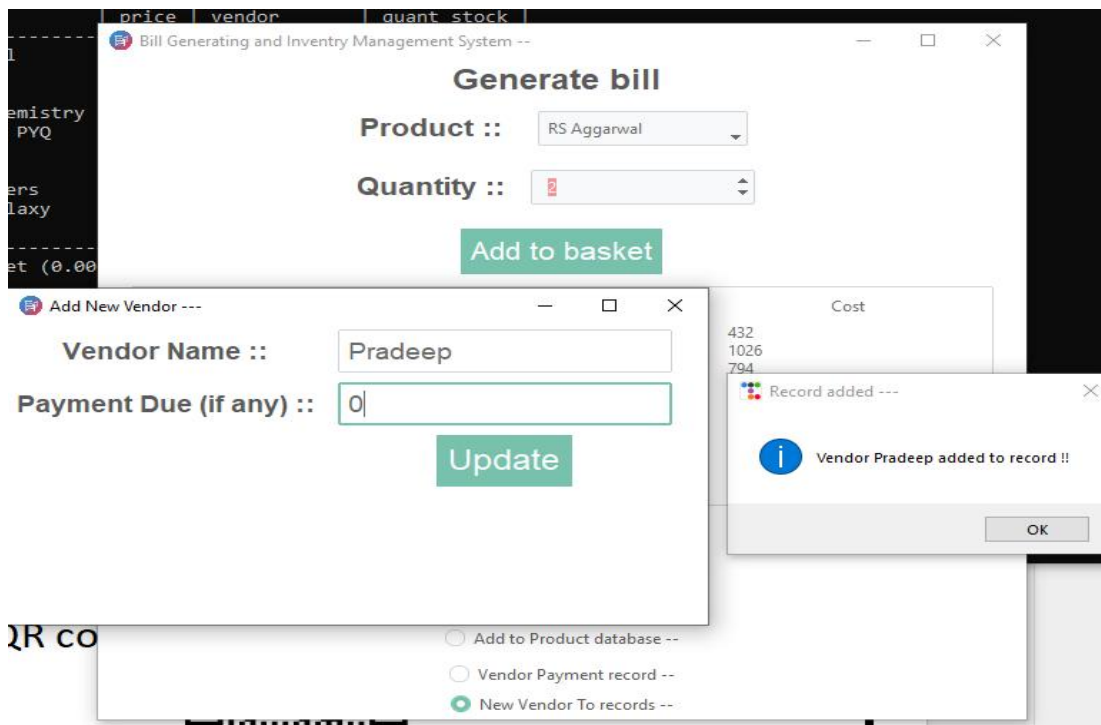 price | vendor | quant_stock |
Bill Generating and Inventry Management System --
Generate bill
emistry
PYQ
Product :: RS Aggarwal
ers
laxy
Quantity :: 2
et (0.00
Add to basket
Add New Vendor ---
Cost
432
1026
794
Vendor Name :: Pradeep
Payment Due (if any) :: 0
Update
Record added ---
Vendor Pradeep added to record !!
OK
QR co
Add to Product database --
Vendor Payment record --
New Vendor To records --